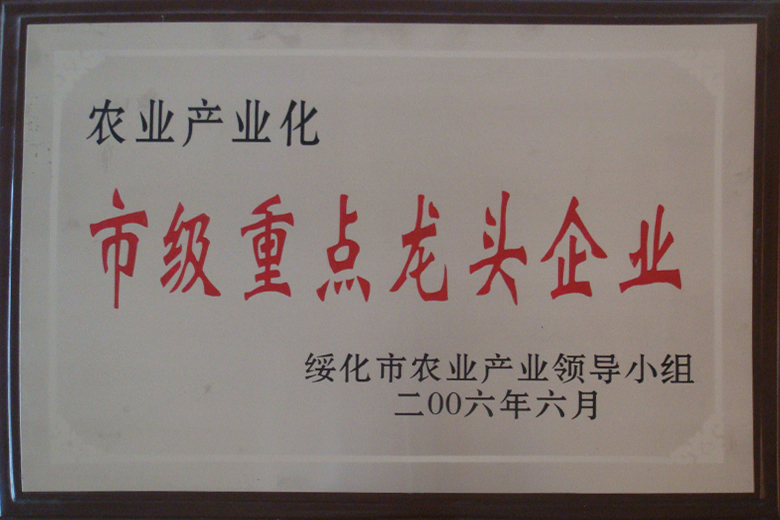 农业产业化
市级重点龙头企业
绥化市农业产业领导小组
二00六年六月